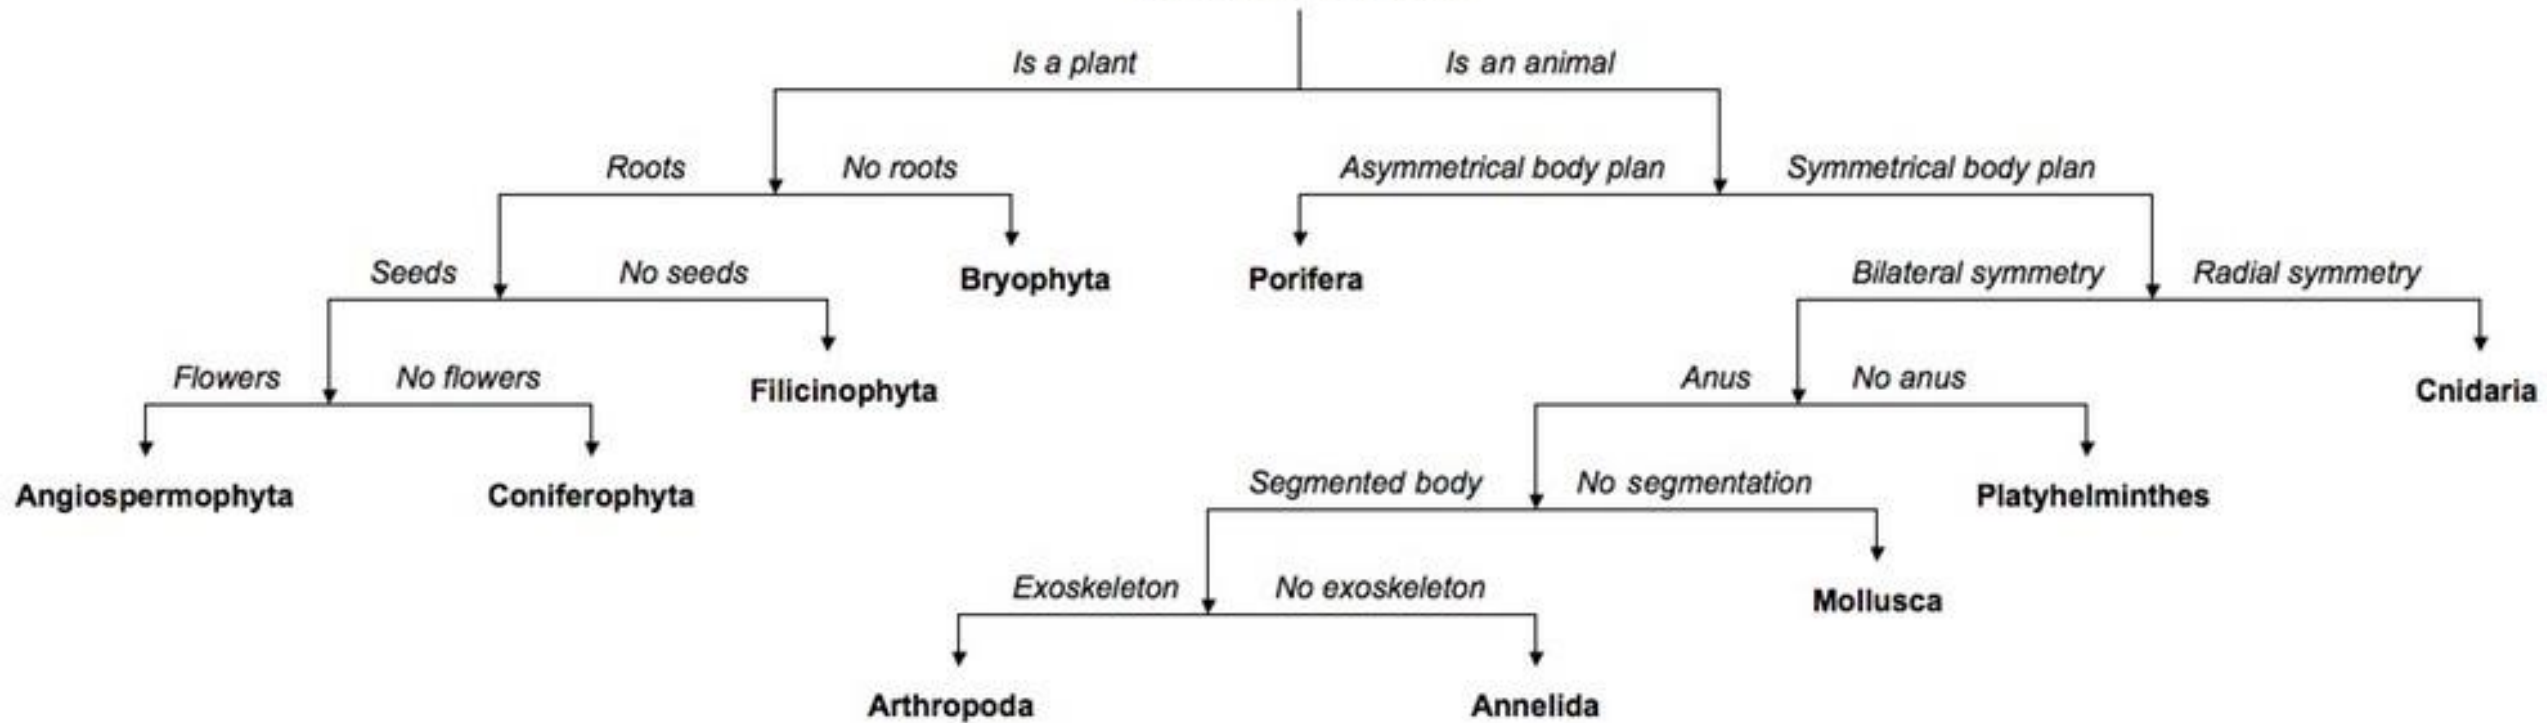 Is a plant
Is an animal
Roots
No roots
Asymmetrical body plan
Symmetrical body plan
Seeds
No seeds
Bryophyta
Porifera
Bilateral symmetry
Radial symmetry
Flowers
No flowers
Filicinophyta
Anus
No anus
Cnidaria
Angiospermophyta
Coniferophyta
Segmented body
No segmentation
Platyhelminthes
Exoskeleton
No exoskeleton
Mollusca
Arthropoda
Annelida